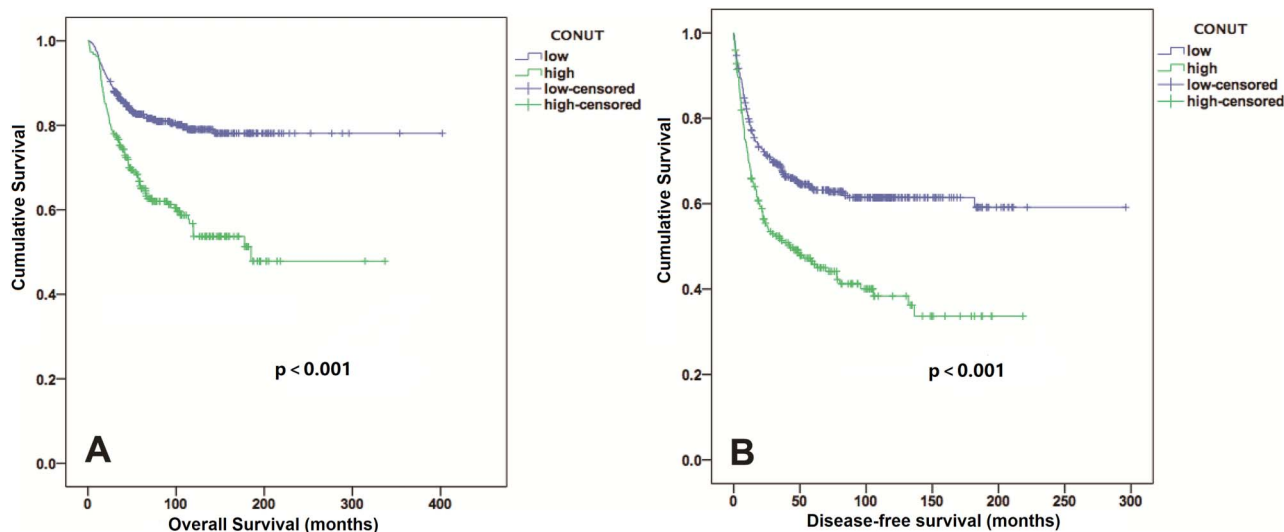 CONUT
low
high
low-censored
high-censored
1.0
0.8
0.6
0.4
0.2
0.0
Cumulative Survival
p < 0.001
A
0
100
200
300
400
Overall Survival (months)
CONUT
low
high
low-censored
high-censored
1.0
0.8
0.6
0.4
0.2
0.0
Cumulative Survival
p < 0.001
B
0
50
100
150
200
250
300
Disease-free survival (months)